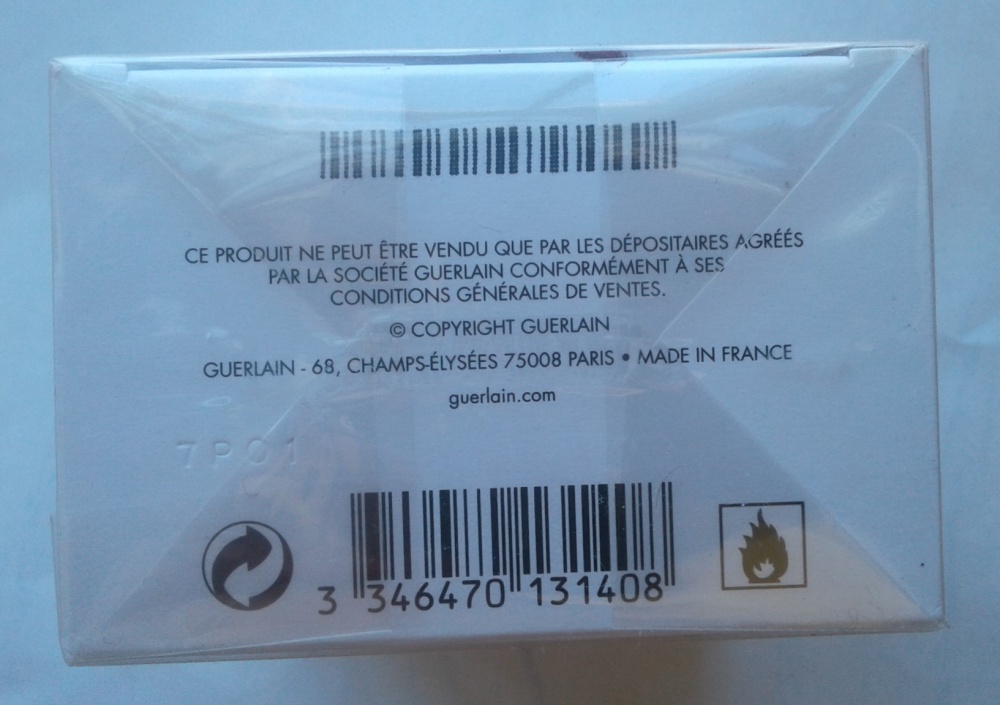 CE PRODUIT NE PEUT ÊTRE VENDU QUE PAR LES DÉPOSITAIRES AGRÉÉS
PAR LA SOCIÉTÉ GUERLAIN CONFORMÉMENT À SES
CONDITIONS GÉNÉRALES DE VENTES.
© COPYRIGHT GUERLAIN
GUERLAIN - 68, CHAMPS-ÉLYSÉES 75008 PARIS • MADE IN FRANCE
guerlain.com
7P01
3 346470 131408